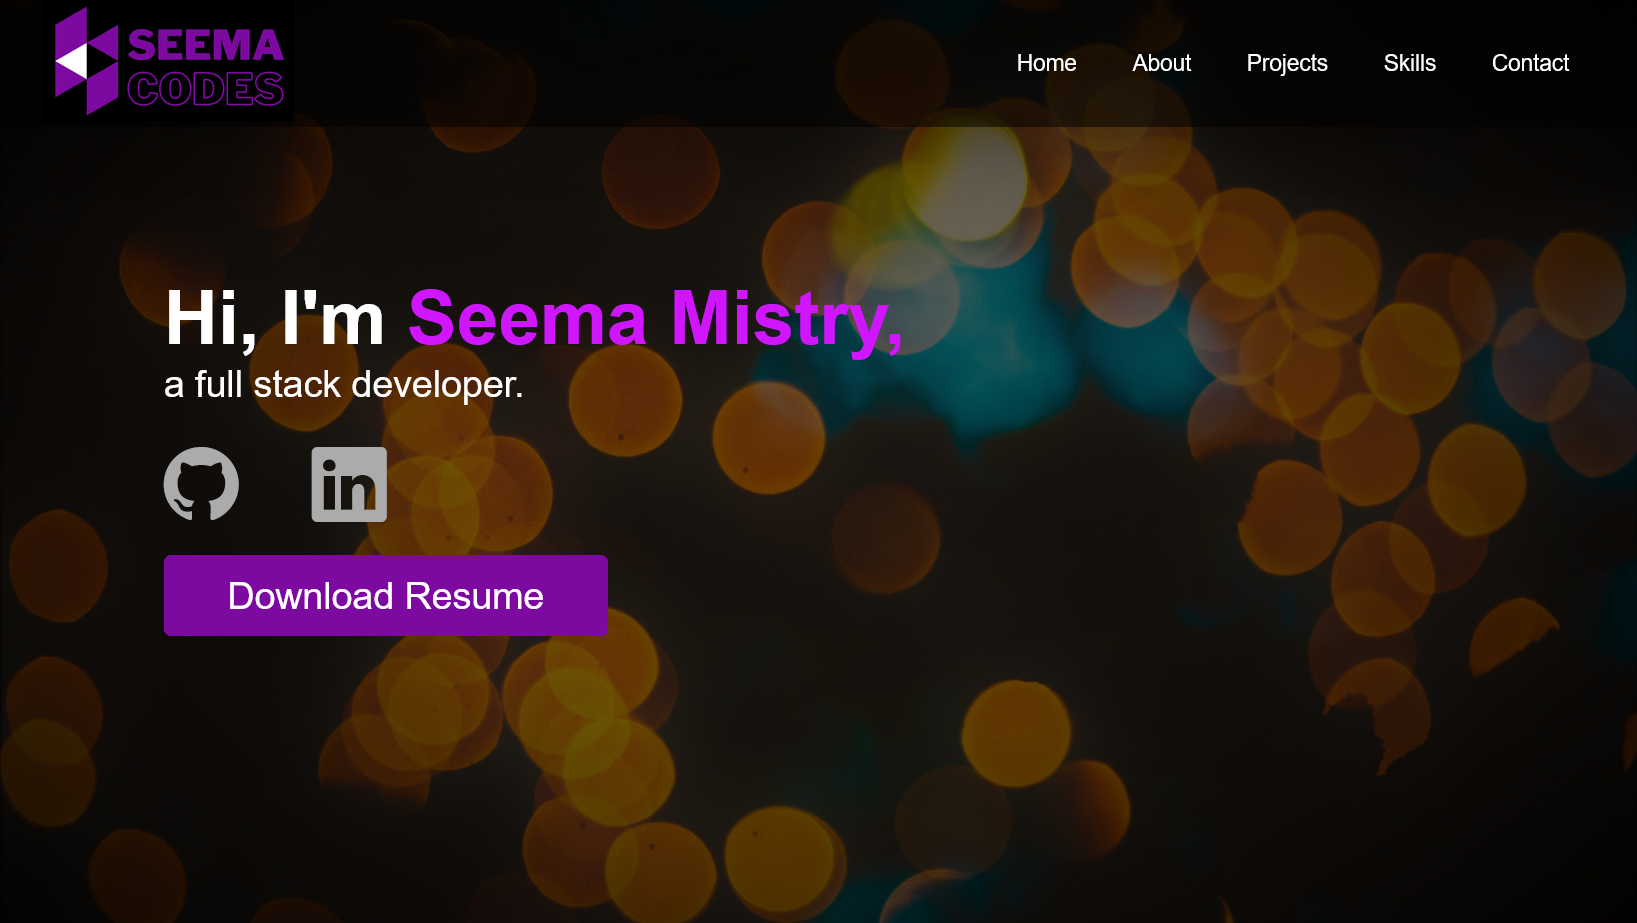 SEEMA
CODES
Home About Projects Skills Contact
Hi, I'm Seema Mistry,
a full stack developer.
in
Download Resume